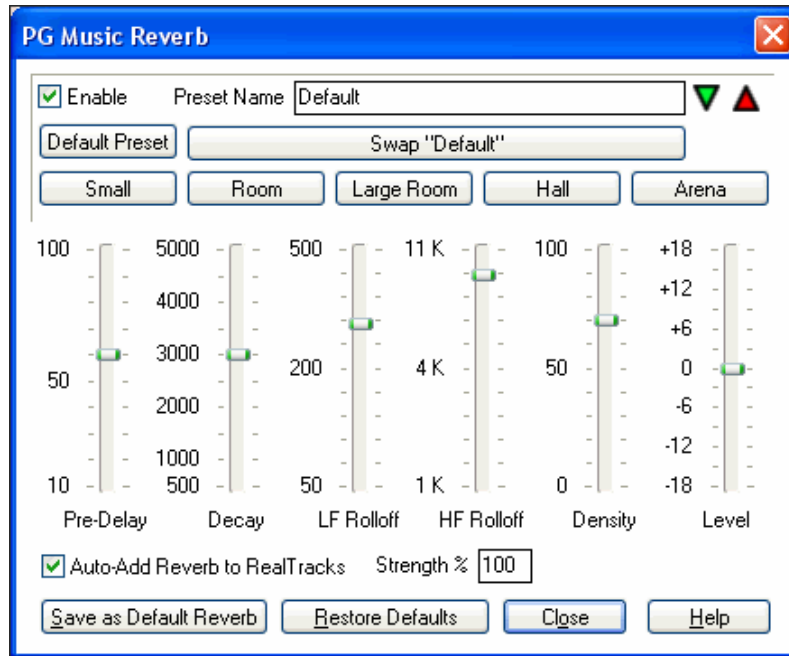 PG Music Reverb
Enable Preset Name Default
Default Preset Swap "Default"
Small Room Large Room Hall Arena
100 5000 500 11 K 100 +18
4000 +12
+6
3000 200 4 K 50 0
50
2000 -6
1000 -12
10 500 50 1 K 0 -18
Pre-Delay Decay LF Rolloff HF Rolloff Density Level
Auto-Add Reverb to RealTracks Strength % 100
Save as Default Reverb Restore Defaults Close Help